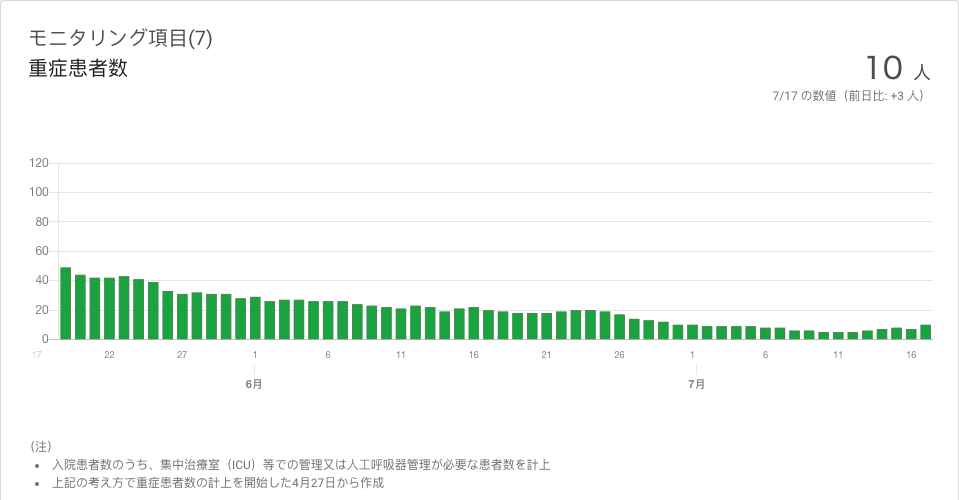 モニタリング項目(7)
重症患者数
10 人
7/17 の数値（前日比: +3 人）
120
100
80
60
40
20
0
17 22 27 1 6 11 16 21 26 1 6 11 16
6月 7月
（注）
• 入院患者数のうち、集中治療室（ICU）等での管理又は人工呼吸器管理が必要な患者数を計上
• 上記の考え方で重症患者数の計上を開始した4月27日から作成